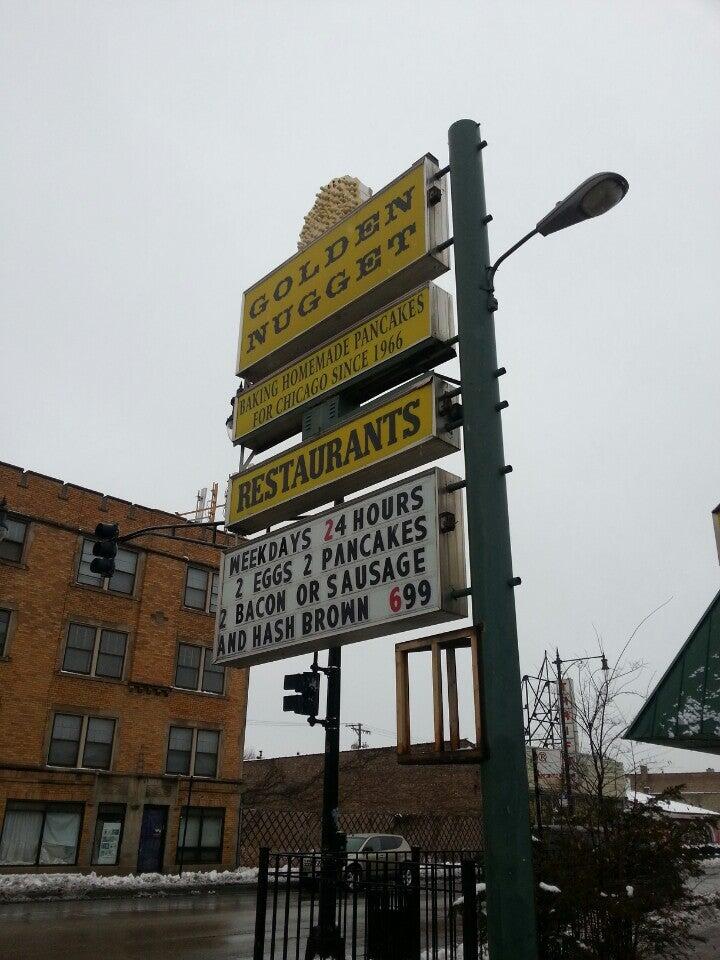 GOLDEN
NUGGET
BAKING HOMEMADE PANCAKES
FOR CHICAGO SINCE 1966
RESTAURANTS
WEEKDAYS 24 HOURS
2 EGGS 2 PANCAKES
2 BACON OR SAUSAGE
AND HASH BROWN 699